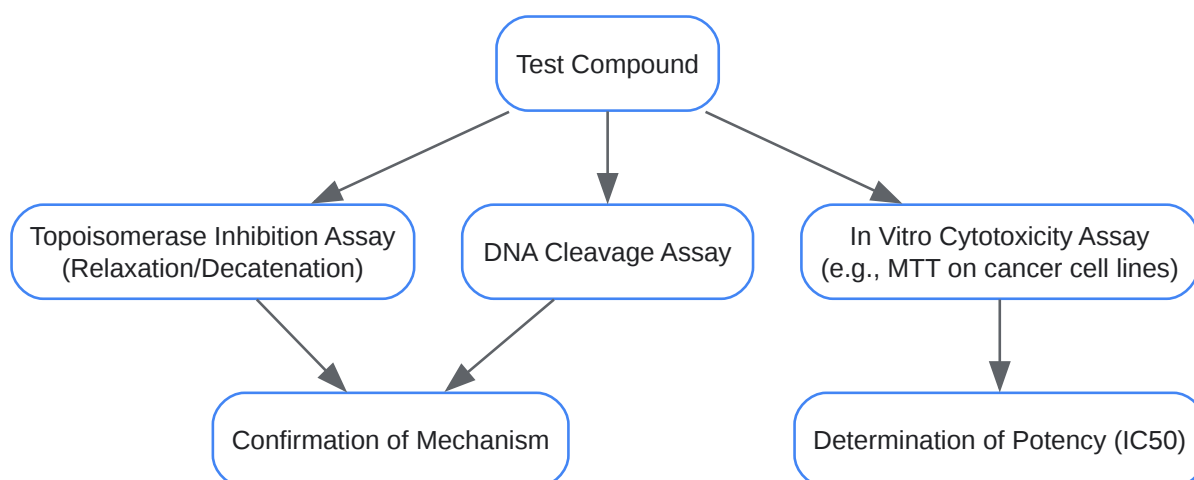 Test Compound
Topoisomerase Inhibition Assay
(Relaxation/Decatenation)
DNA Cleavage Assay
In Vitro Cytotoxicity Assay
(e.g., MTT on cancer cell lines)
Confirmation of Mechanism
Determination of Potency (IC50)